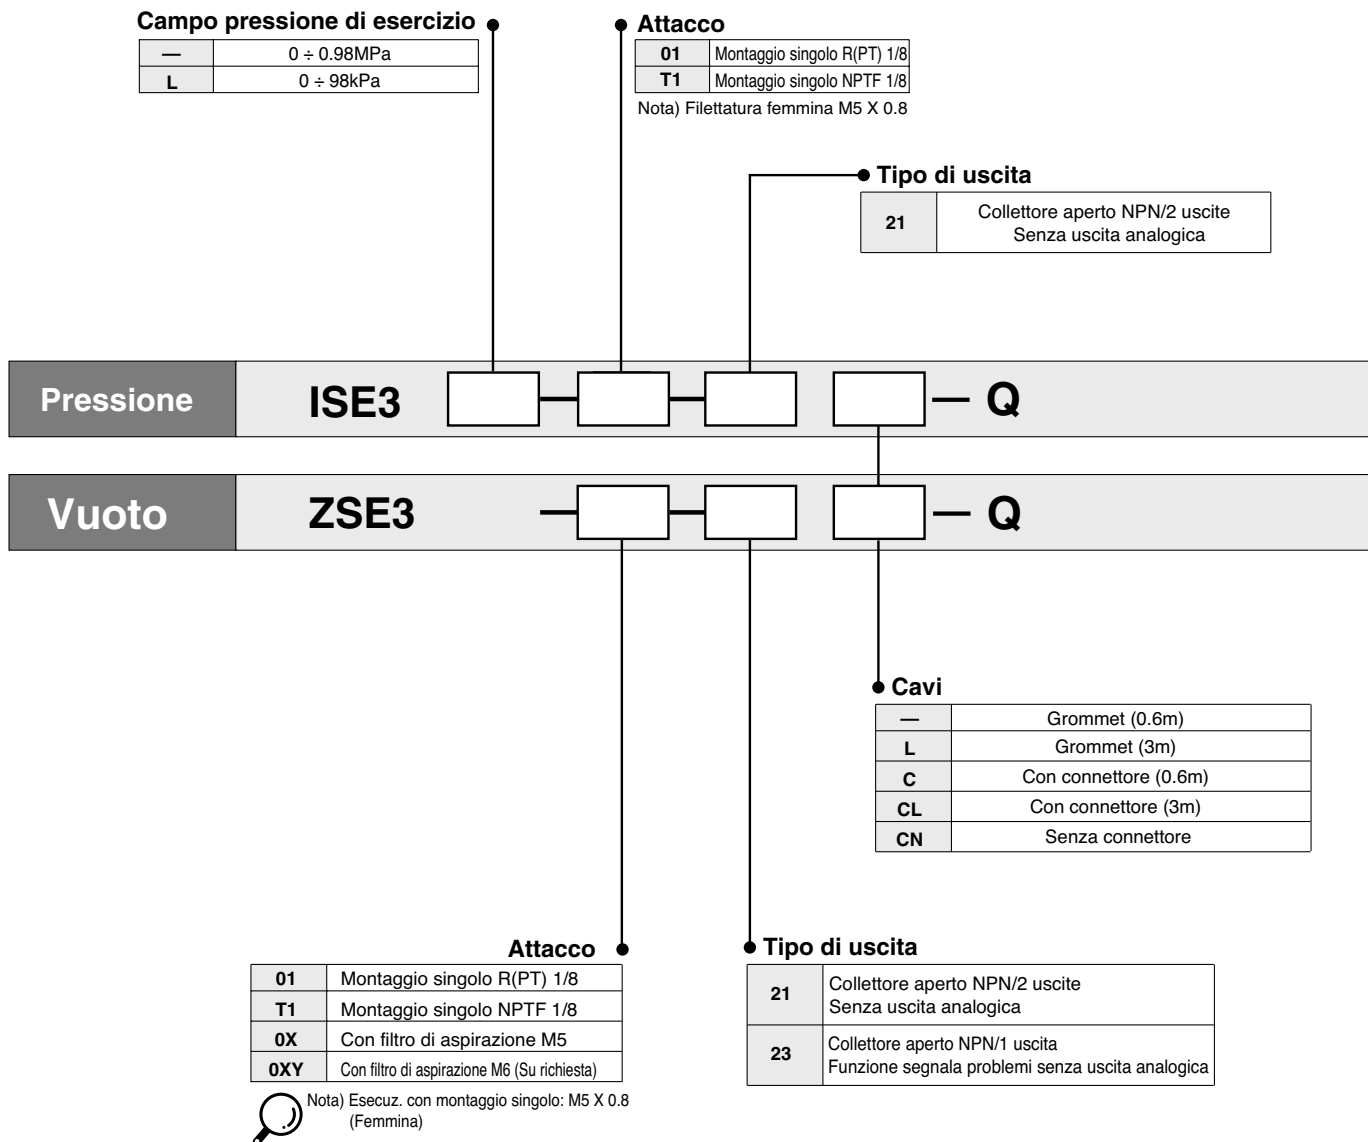 Campo pressione di esercizio
— 0 ÷ 0.98MPa
L 0 ÷ 98kPa
Attacco
01 Montaggio singolo R(PT) 1/8
T1 Montaggio singolo NPTF 1/8
Nota) Filettatura femmina M5 X 0.8
Tipo di uscita
21 Collettore aperto NPN/2 uscite
Senza uscita analogica
Pressione ISE3 — — — Q
Vuoto ZSE3 — — — Q
Cavi
— Grommet (0.6m)
L Grommet (3m)
C Con connettore (0.6m)
CL Con connettore (3m)
CN Senza connettore
Attacco
01 Montaggio singolo R(PT) 1/8
T1 Montaggio singolo NPTF 1/8
0X Con filtro di aspirazione M5
0XY Con filtro di aspirazione M6 (Su richiesta)
Nota) Esecuz. con montaggio singolo: M5 X 0.8
(Femmina)
Tipo di uscita
21 Collettore aperto NPN/2 uscite
Senza uscita analogica
23 Collettore aperto NPN/1 uscita
Funzione segnala problemi senza uscita analogica